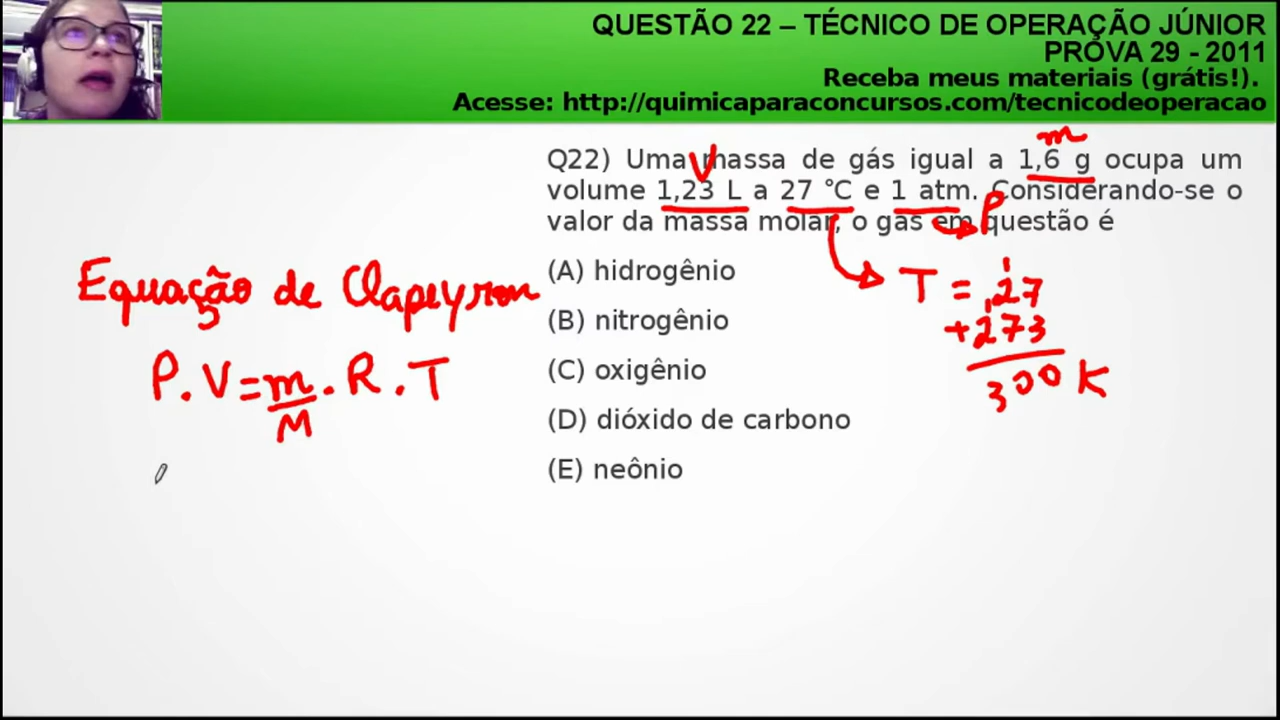 QUESTÃO 22 – TÉCNICO DE OPERAÇÃO JÚNIOR
PROVA 29 - 2011
Receba meus materiais (grátis!).
Acesse: http://quimicaparaconcursos.com/tecnicodeoperacao
m
Q22) Uma massa de gás igual a 1,6 g ocupa um
V
volume 1,23 L a 27 °C e 1 atm. Considerando-se o
P
valor da massa molar, o gás em questão é
Equação de Clapeyron
(A) hidrogênio
1
T = 27
(B) nitrogênio
+273
P.V=m/M.R.T
(C) oxigênio
300 K
(D) dióxido de carbono
(E) neônio